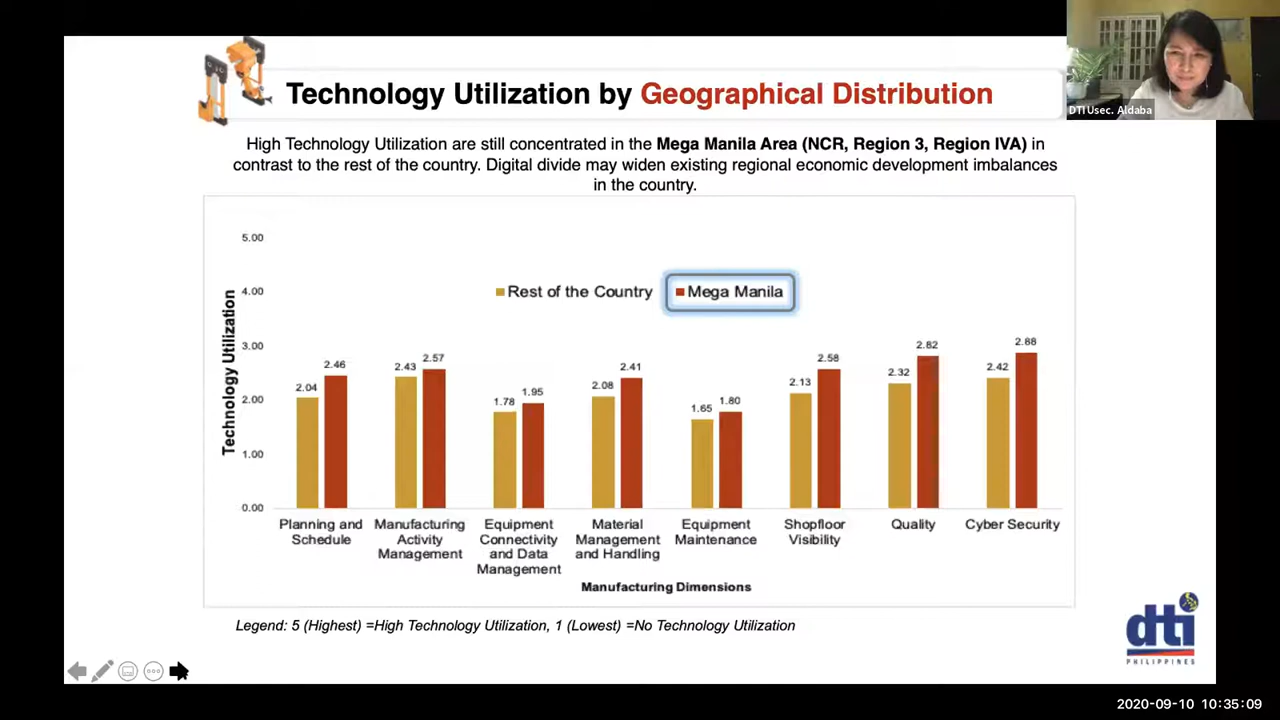 Technology Utilization by Geographical Distribution
DTI Usec. Aldaba
High Technology Utilization are still concentrated in the Mega Manila Area (NCR, Region 3, Region IVA) in
contrast to the rest of the country. Digital divide may widen existing regional economic development imbalances
in the country.
5.00
4.00
3.00
2.00
1.00
0.00
Technology Utilization
Rest of the Country
Mega Manila
2.04
2.46
2.43
2.57
1.78
1.95
2.08
2.41
1.65
1.80
2.13
2.58
2.32
2.82
2.42
2.88
Planning and
Schedule
Manufacturing
Activity
Management
Equipment
Connectivity
and Data
Management
Material
Management
and Handling
Equipment
Maintenance
Shopfloor
Visibility
Quality
Cyber Security
Manufacturing Dimensions
Legend: 5 (Highest) =High Technology Utilization, 1 (Lowest) =No Technology Utilization
dti
PHILIPPINES
2020-09-10 10:35:09